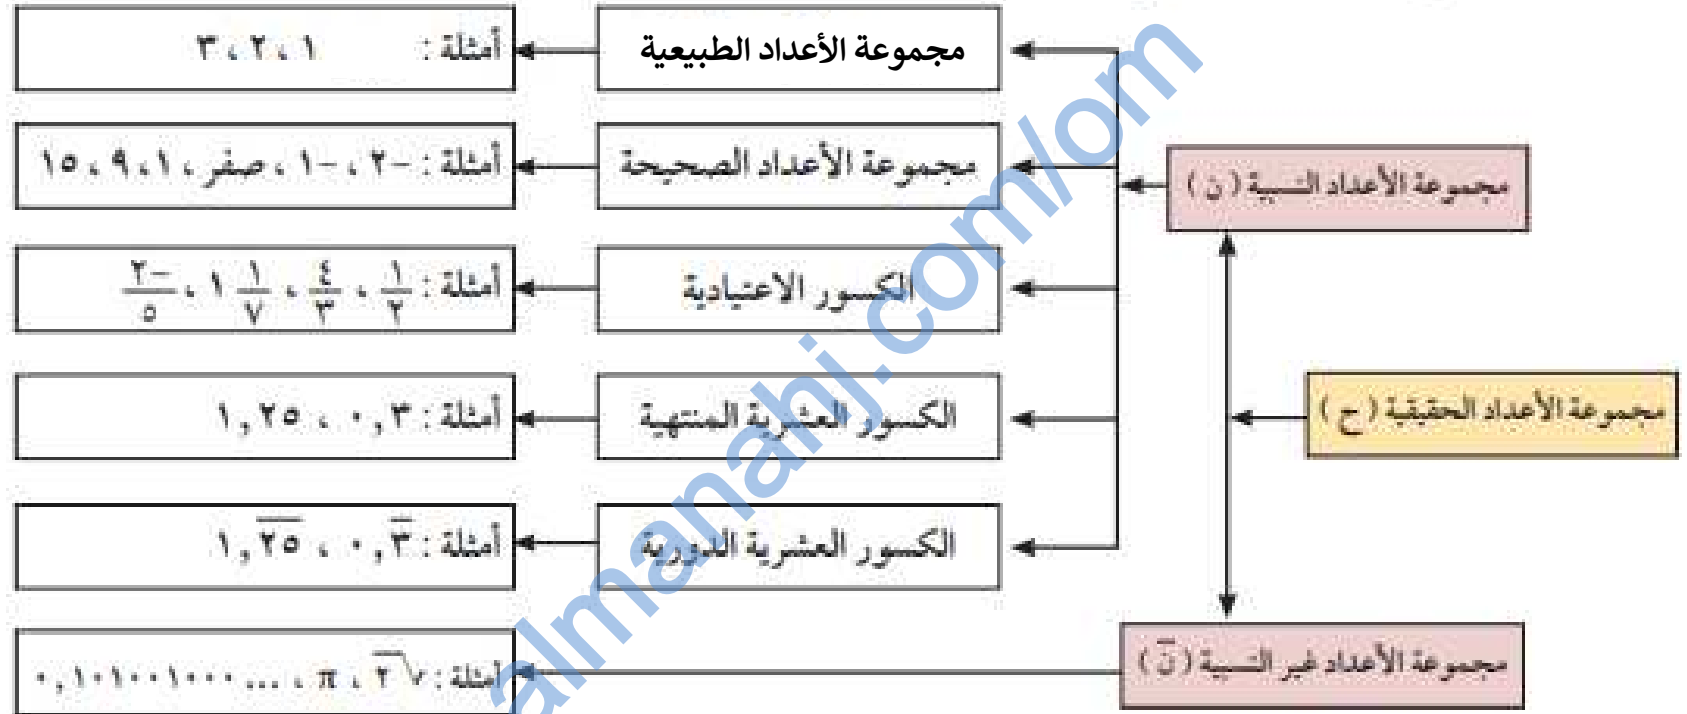 مجموعة الأعداد الطبيعية
أمثلة : ١ ، ٢ ، ٣
مجموعة الأعداد الصحيحة
أمثلة : -٢ ، -١ ، صفر ، ١ ، ٩ ، ١٥
مجموعة الأعداد النسبية ( ن )
الكسور الاعتيادية
أمثلة : ١/٢ ، ٤/٣ ، ١ ١/٧ ، -٢/٥
مجموعة الأعداد الحقيقية ( ح )
الكسور العشرية المنتهية
أمثلة : ٠,٣ ، ١,٢٥
الكسور العشرية الدورية
أمثلة : ٠,٣̅ ، ١,٢̅٥̅
مجموعة الأعداد غير النسبية ( ن̅ )
أمثلة : √٢ ، π ، ... ٠,١٠١٠٠١٠٠٠
almanahj.com/om